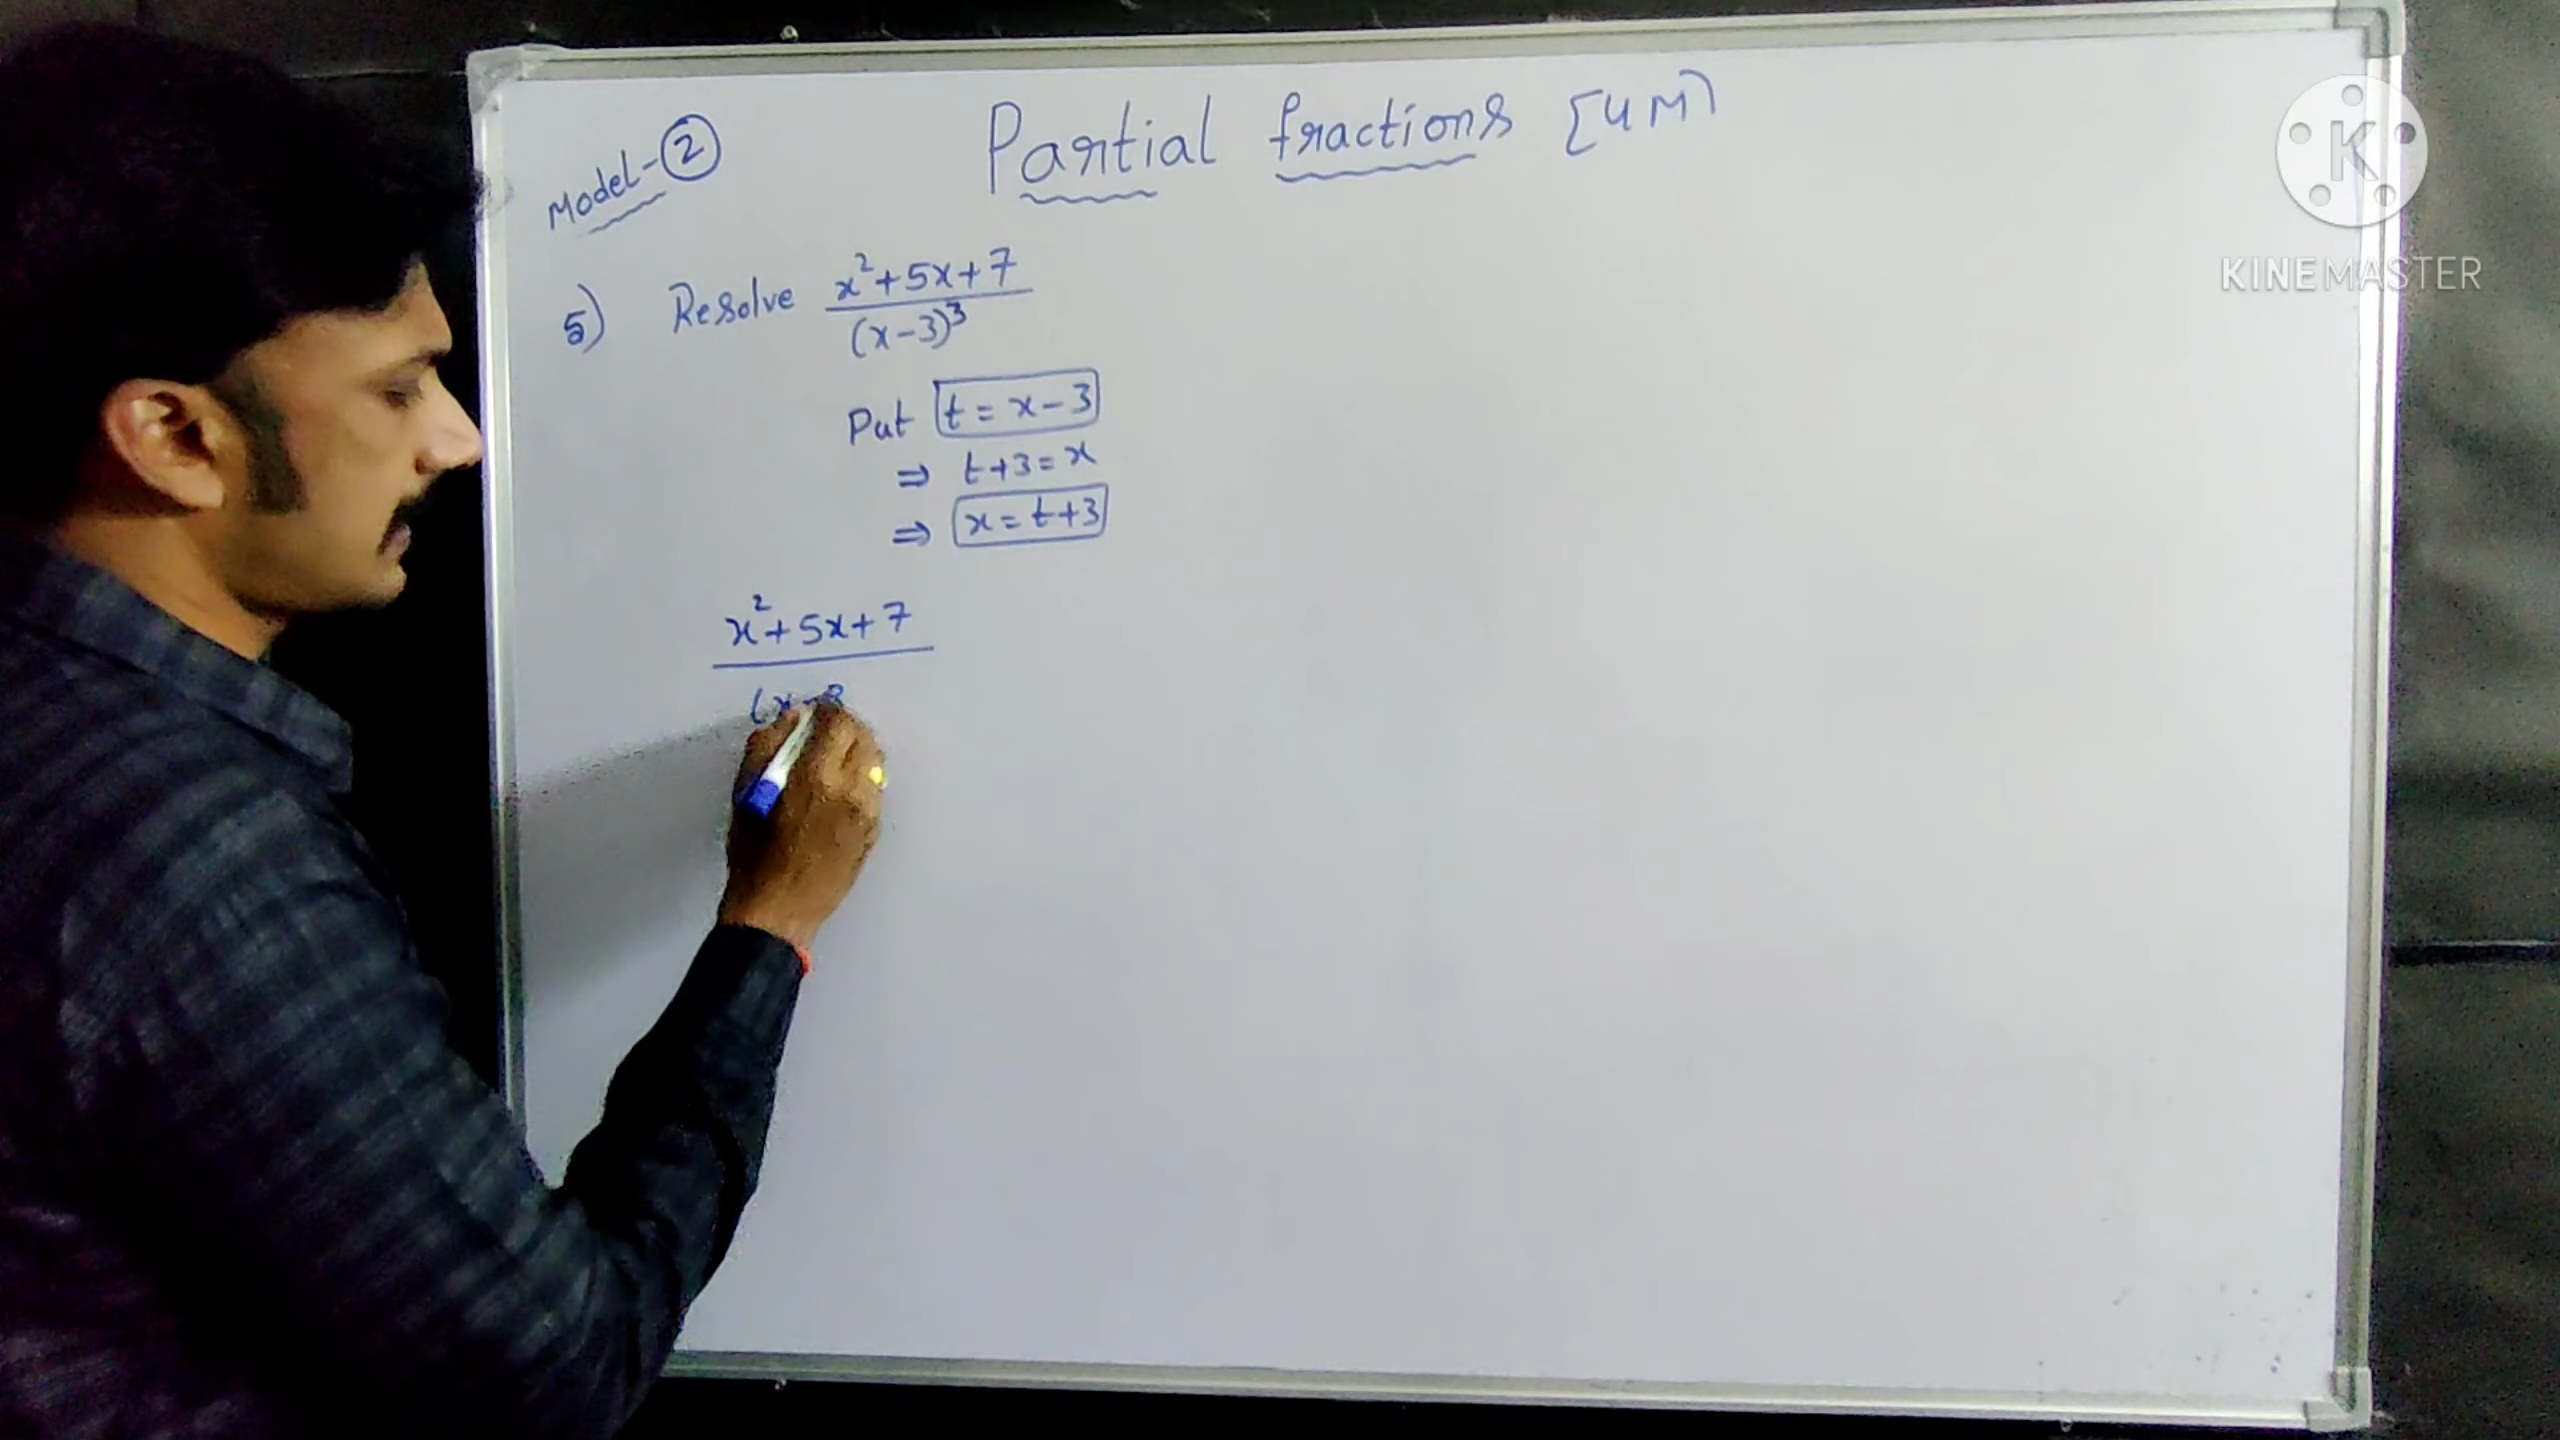 Model-②
Partial fractions [4M]
5) Resolve x²+5x+7 / (x-3)³
Put t = x-3
⇒ t+3=x
⇒ x = t+3
x²+5x+7
(x-3
K
KINEMASTER